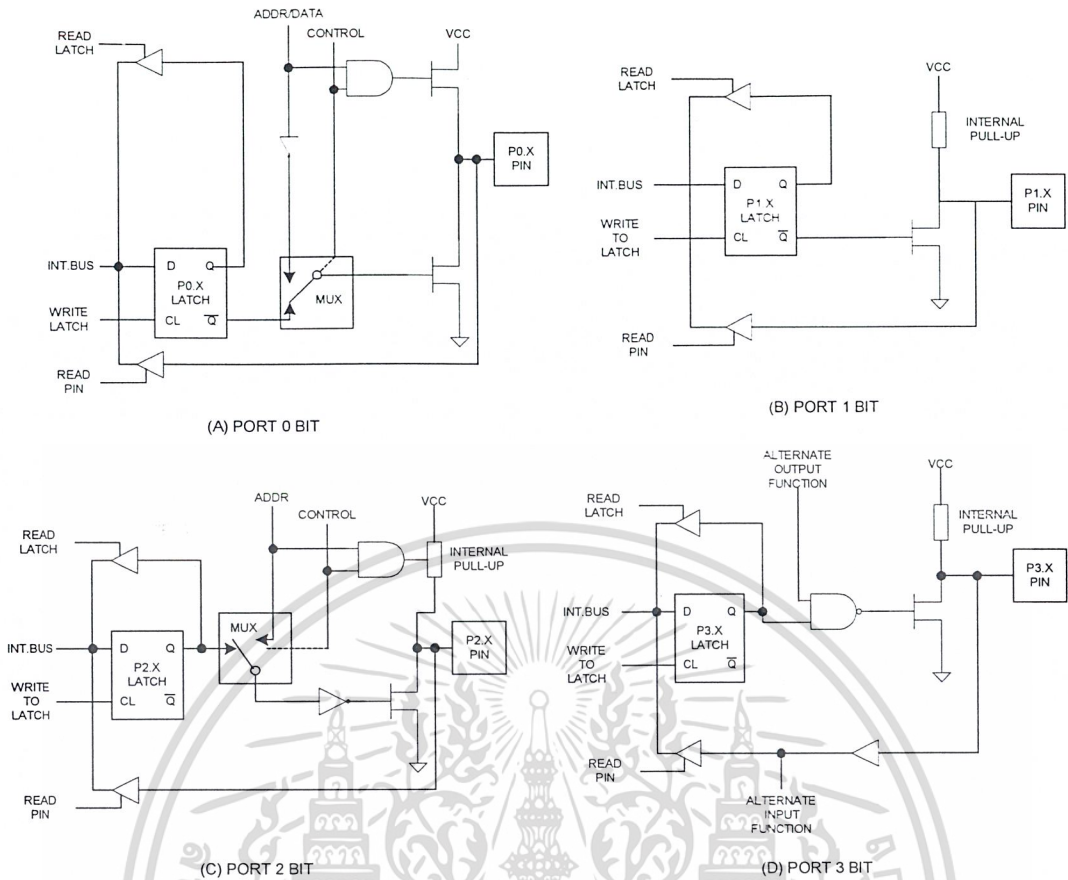 ADDR/DATA
CONTROL
VCC
READ
LATCH
P0.X
PIN
INT.BUS
D Q
P0.X
LATCH
CL Q
MUX
WRITE
LATCH
READ
PIN
(A) PORT 0 BIT
READ
LATCH
VCC
INTERNAL
PULL-UP
INT.BUS
D Q
P1.X
LATCH
CL Q
P1.X
PIN
WRITE
TO
LATCH
READ
PIN
(B) PORT 1 BIT
ADDR
CONTROL
VCC
READ
LATCH
INTERNAL
PULL-UP
MUX
INT.BUS
D Q
P2.X
LATCH
CL Q
P2.X
PIN
WRITE
TO
LATCH
READ
PIN
(C) PORT 2 BIT
ALTERNATE
OUTPUT
FUNCTION
VCC
READ
LATCH
INTERNAL
PULL-UP
P3.X
PIN
INT.BUS
D Q
P3.X
LATCH
CL Q
WRITE
TO
LATCH
READ
PIN
ALTERNATE
INPUT
FUNCTION
(D) PORT 3 BIT